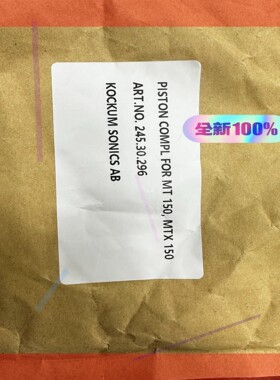 PISTON COMPL FOR MT 150, MTX 150
ART.NO. 245.30.296
KOCKUM SONICS AB
全新100%